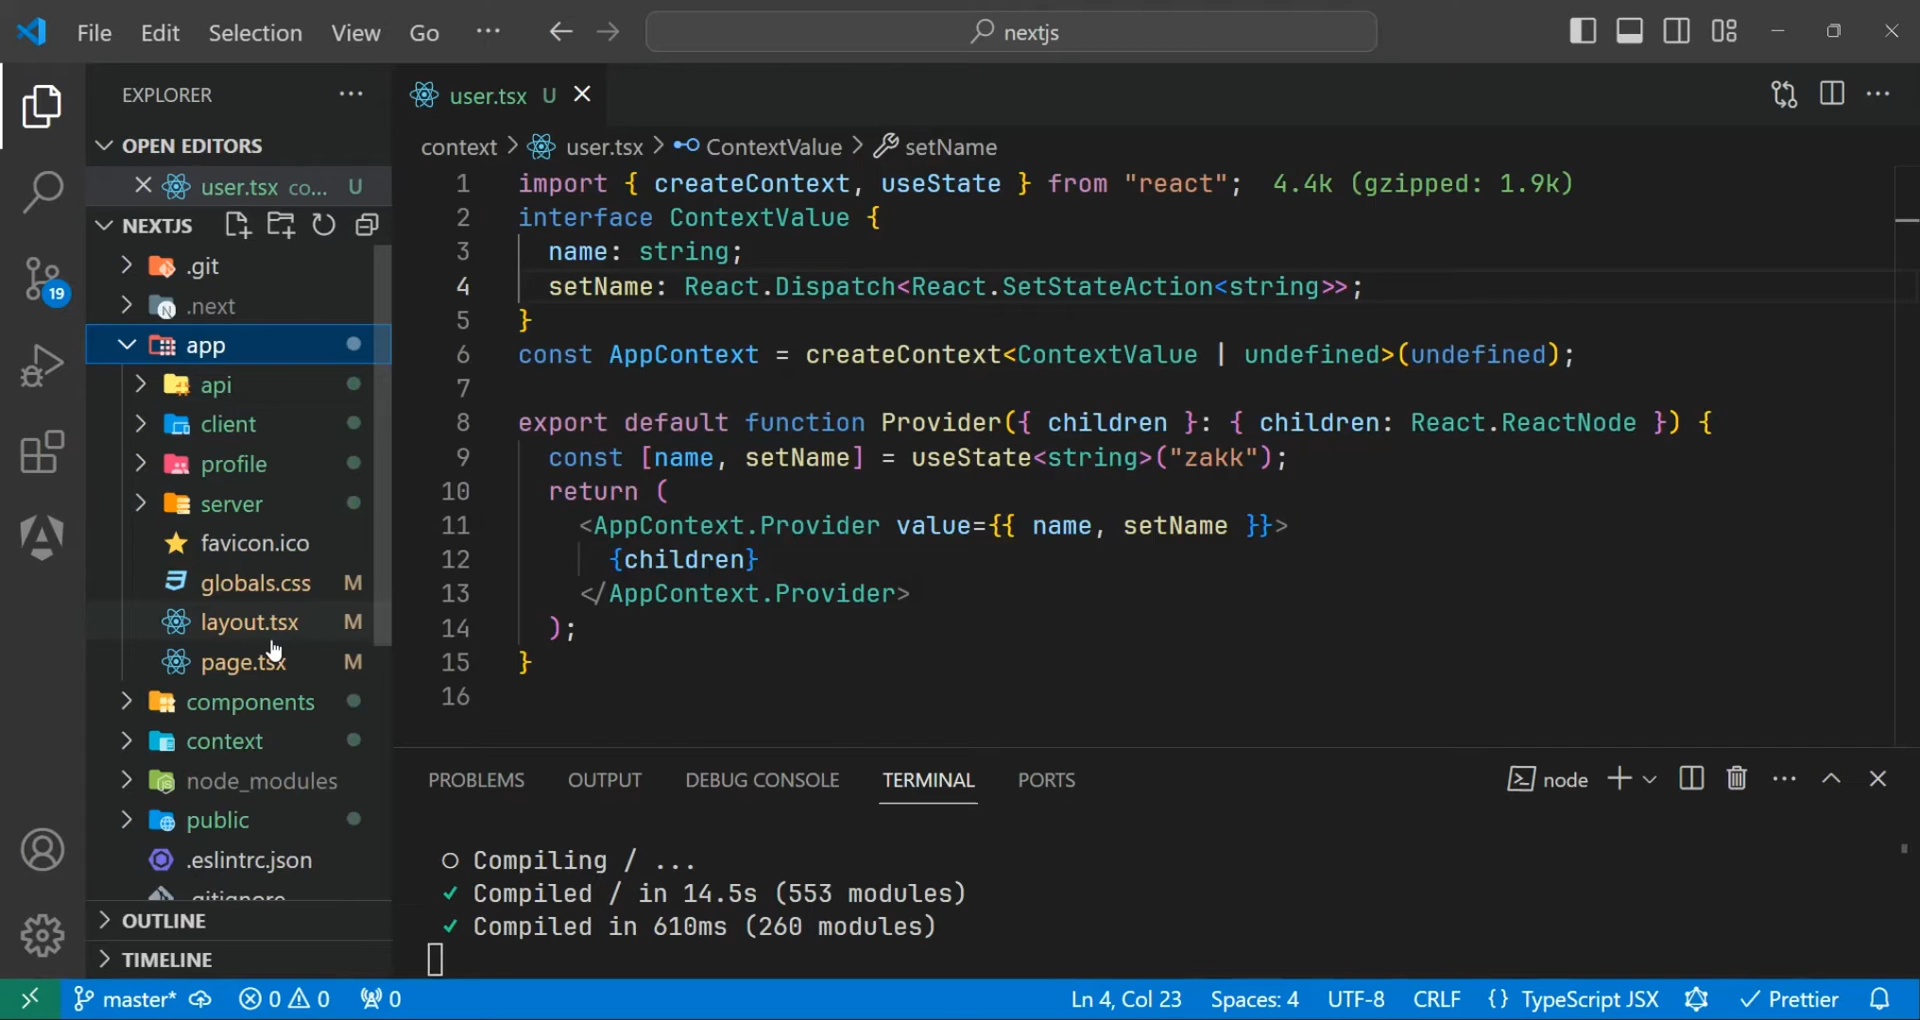 File Edit Selection View Go ··· nextjs
EXPLORER ···
user.tsx U
OPEN EDITORS
user.tsx co... U
NEXTJS
.git
.next
app
api
client
profile
server
favicon.ico
globals.css M
layout.tsx M
page.tsx M
components
context
node_modules
public
.eslintrc.json
.gitignore
OUTLINE
TIMELINE
19
context > user.tsx > ContextValue > setName
1 import { createContext, useState } from "react"; 4.4k (gzipped: 1.9k)
2 interface ContextValue {
3 name: string;
4 setName: React.Dispatch<React.SetStateAction<string>>;
5 }
6 const AppContext = createContext<ContextValue | undefined>(undefined);
7
8 export default function Provider({ children }: { children: React.ReactNode }) {
9 const [name, setName] = useState<string>("zakk");
10 return (
11 <AppContext.Provider value={{ name, setName }}>
12 {children}
13 </AppContext.Provider>
14 );
15 }
16
PROBLEMS OUTPUT DEBUG CONSOLE TERMINAL PORTS node
○ Compiling / ...
✓ Compiled / in 14.5s (553 modules)
✓ Compiled in 610ms (260 modules)
master* 0 0 0 Ln 4, Col 23 Spaces: 4 UTF-8 CRLF {} TypeScript JSX ✓ Prettier